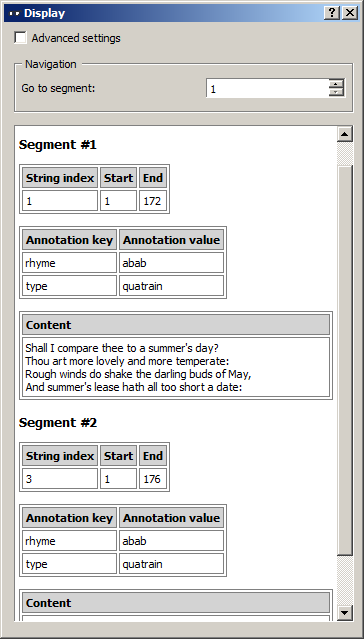 Display
Advanced settings
Navigation
Go to segment: 1
Segment #1
String index Start End
1 1 172
Annotation key Annotation value
rhyme abab
type quatrain
Content
Shall I compare thee to a summer's day?
Thou art more lovely and more temperate:
Rough winds do shake the darling buds of May,
And summer's lease hath all too short a date:
Segment #2
String index Start End
3 1 176
Annotation key Annotation value
rhyme abab
type quatrain
Content